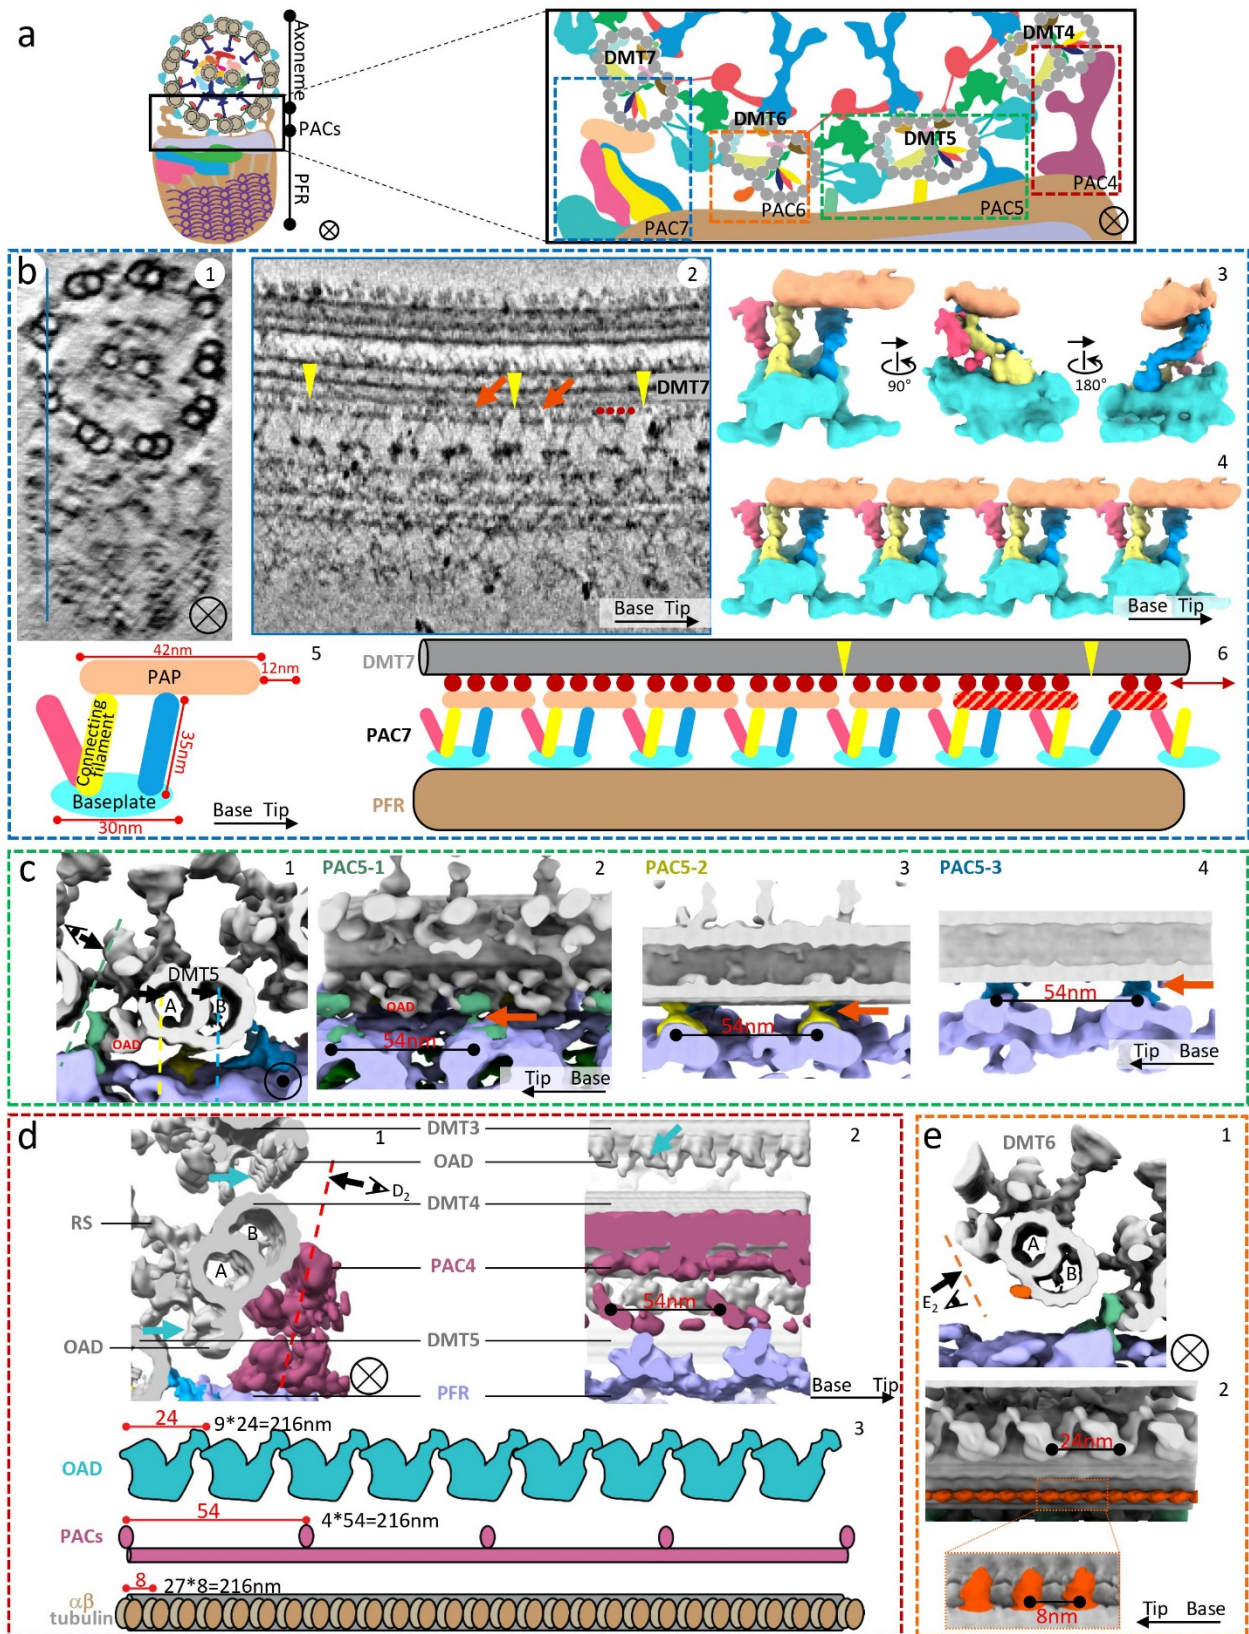 a
Axoneme
PACs
PFR
DMT7
DMT6
DMT5
DMT4
PAC7
PAC6
PAC5
PAC4
b
1
2
DMT7
Base Tip
3
90°
180°
4
Base Tip
5
42nm
12nm
PAP
Connecting
filament
35nm
Baseplate
30nm
Base Tip
6
DMT7
PAC7
PFR
c
1
DMT5
A
B
OAD
PAC5-1
2
OAD
54nm
PAC5-2
3
54nm
PAC5-3
4
54nm
Tip Base
d
1
2
DMT3
OAD
D2
DMT4
RS
B
A
PAC4
54nm
DMT5
OAD
PFR
Base Tip
3
24
9*24=216nm
OAD
54
4*54=216nm
PACs
8
27*8=216nm
αβ
tubulin
e
1
DMT6
A
B
E2
2
24nm
8nm
Tip Base